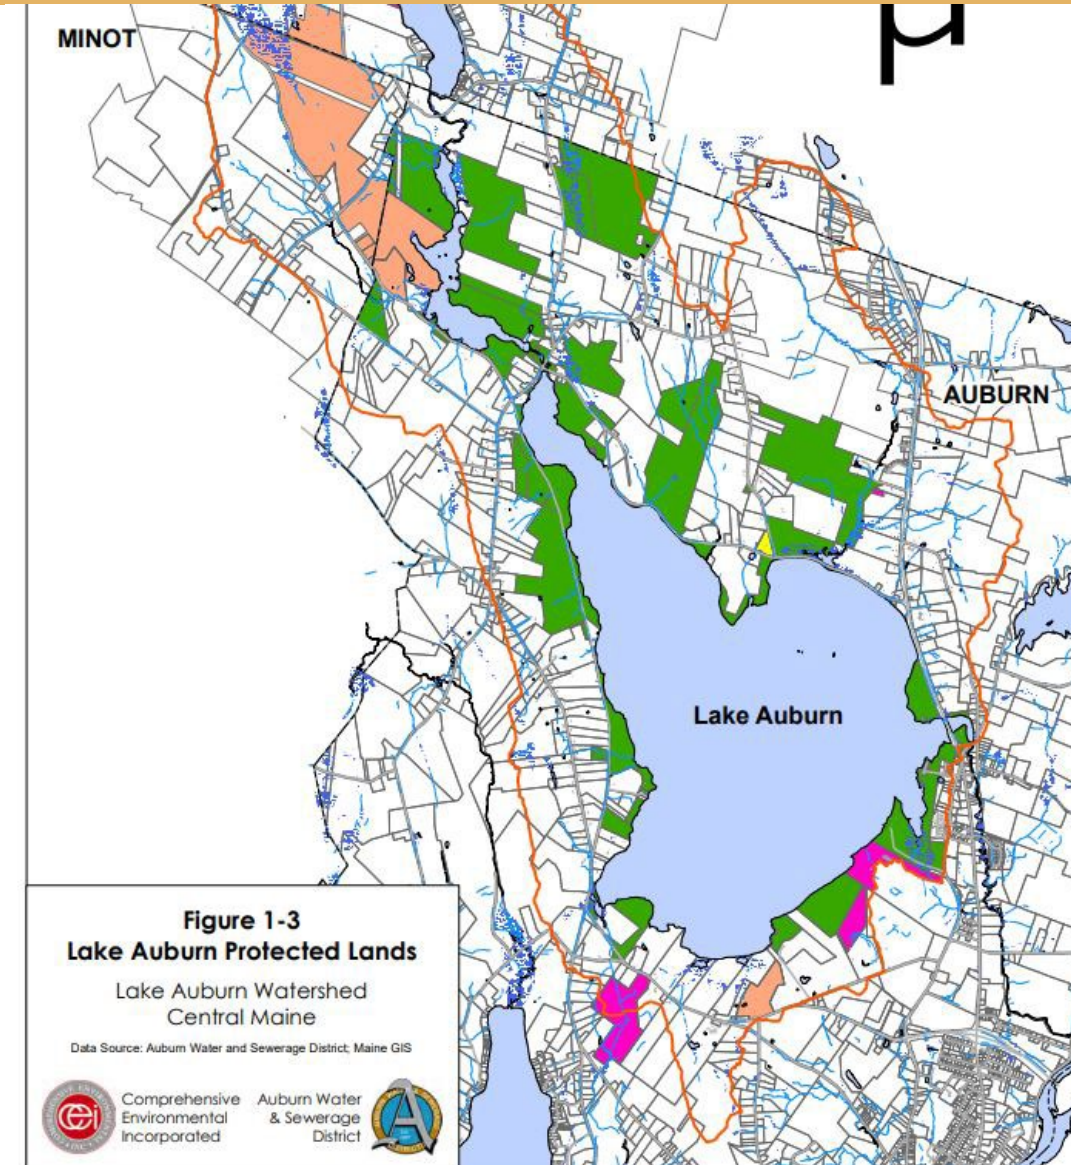 µ
MINOT
AUBURN
Lake Auburn
Figure 1-3
Lake Auburn Protected Lands
Lake Auburn Watershed
Central Maine
Data Source: Auburn Water and Sewerage District; Maine GIS
cei
Comprehensive
Environmental
Incorporated
Auburn Water
& Sewerage
District
A